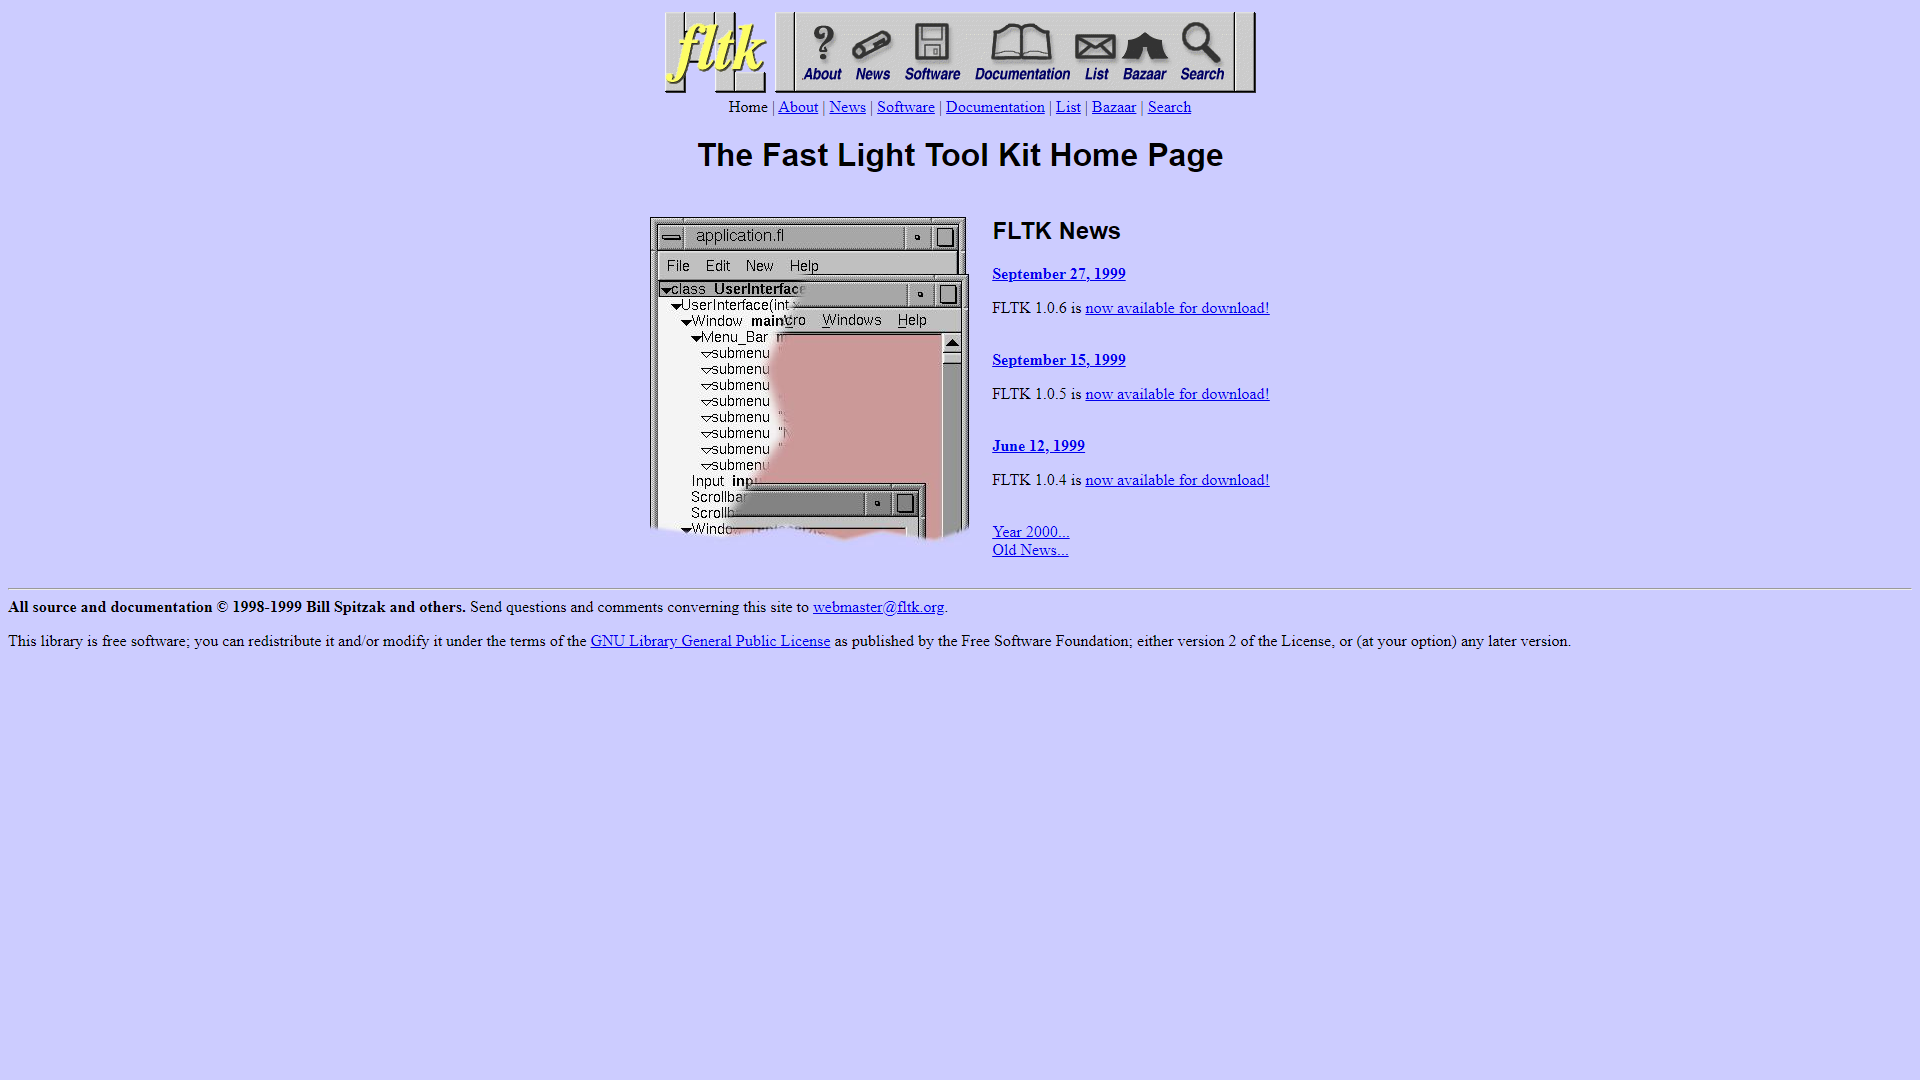 fltk
About News Software Documentation List Bazaar Search
Home | About | News | Software | Documentation | List | Bazaar | Search
The Fast Light Tool Kit Home Page
application.fl
File Edit New Help
class UserInterface
UserInterface(int x
Window main
Menu_Bar m
submenu
submenu
submenu
submenu
submenu
submenu
submenu
submenu
Input inp
Scrollbar
Scrollb
Window
cro Windows Help
FLTK News
September 27, 1999
FLTK 1.0.6 is now available for download!
September 15, 1999
FLTK 1.0.5 is now available for download!
June 12, 1999
FLTK 1.0.4 is now available for download!
Year 2000...
Old News...
All source and documentation © 1998-1999 Bill Spitzak and others. Send questions and comments converning this site to webmaster@fltk.org.
This library is free software; you can redistribute it and/or modify it under the terms of the GNU Library General Public License as published by the Free Software Foundation; either version 2 of the License, or (at your option) any later version.